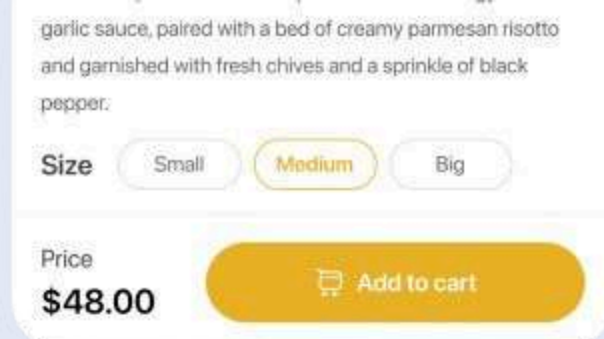 garlic sauce, paired with a bed of creamy parmesan risotto
and garnished with fresh chives and a sprinkle of black
pepper.
Size Small Medium Big
Price
$48.00
Add to cart